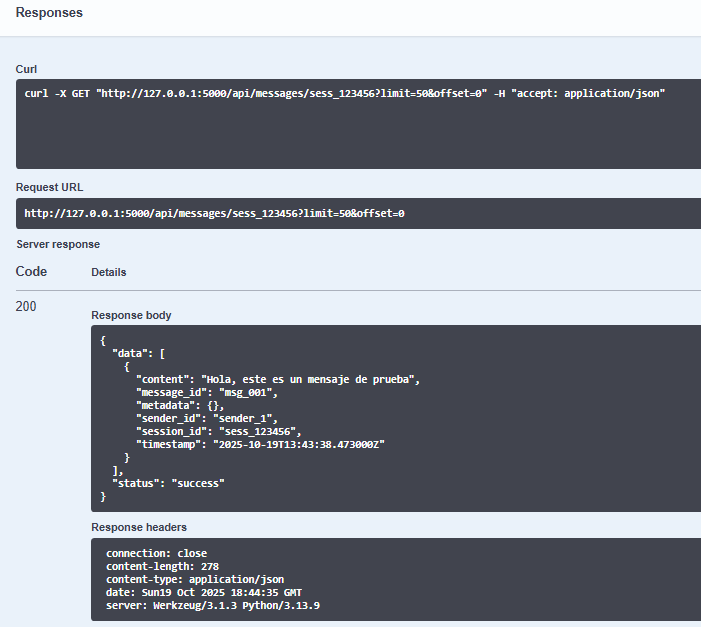 Responses
Curl
curl -X GET "http://127.0.0.1:5000/api/messages/sess_123456?limit=50&offset=0" -H "accept: application/json"
Request URL
http://127.0.0.1:5000/api/messages/sess_123456?limit=50&offset=0
Server response
Code Details
200
Response body
{
  "data": [
    {
      "content": "Hola, este es un mensaje de prueba",
      "message_id": "msg_001",
      "metadata": {},
      "sender_id": "sender_1",
      "session_id": "sess_123456",
      "timestamp": "2025-10-19T13:43:38.473000Z"
    }
  ],
  "status": "success"
}
Response headers
connection: close
content-length: 278
content-type: application/json
date: Sun19 Oct 2025 18:44:35 GMT
server: Werkzeug/3.1.3 Python/3.13.9